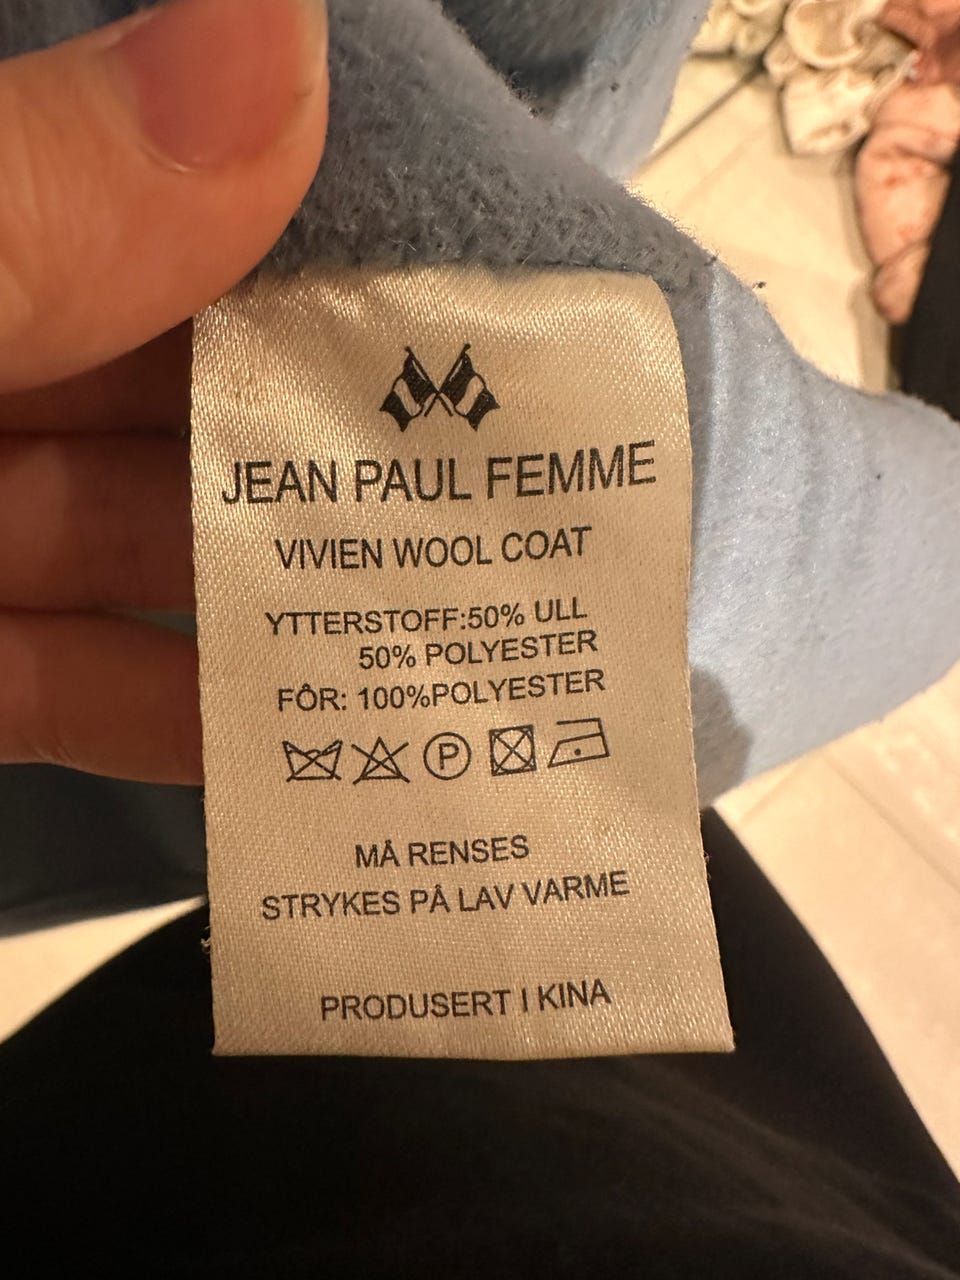 JEAN PAUL FEMME
VIVIEN WOOL COAT
YTTERSTOFF:50% ULL
50% POLYESTER
FÔR: 100%POLYESTER
P
MÅ RENSES
STRYKES PÅ LAV VARME
PRODUSERT I KINA